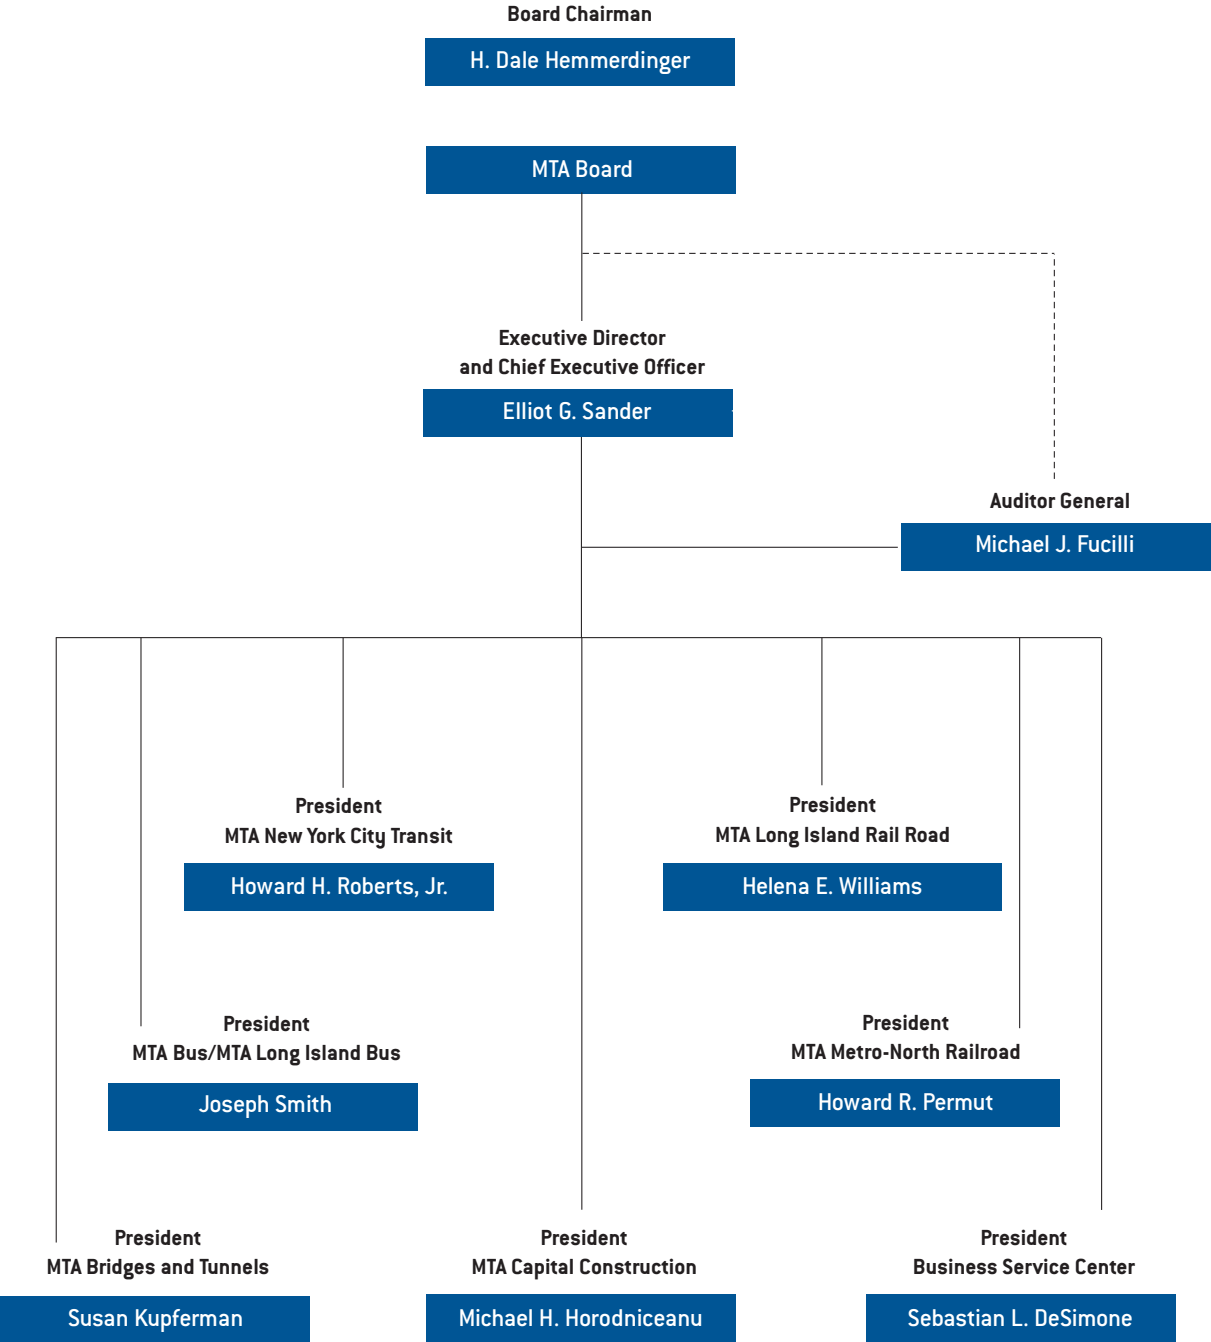 Board Chairman
H. Dale Hemmerdinger
MTA Board
Executive Director
and Chief Executive Officer
Elliot G. Sander
Auditor General
Michael J. Fucilli
President
MTA New York City Transit
Howard H. Roberts, Jr.
President
MTA Long Island Rail Road
Helena E. Williams
President
MTA Bus/MTA Long Island Bus
Joseph Smith
President
MTA Metro-North Railroad
Howard R. Permut
President
MTA Bridges and Tunnels
Susan Kupferman
President
MTA Capital Construction
Michael H. Horodniceanu
President
Business Service Center
Sebastian L. DeSimone